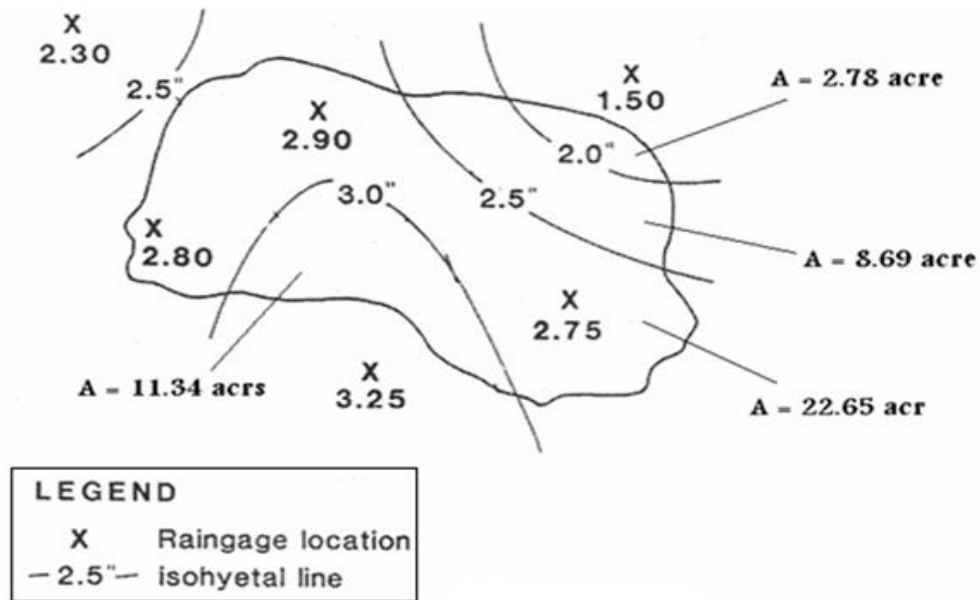 X
2.30
2.5"
X
2.90
X
1.50
A = 2.78 acre
2.0"
3.0"
2.5"
X
2.80
A = 8.69 acre
X
2.75
A = 11.34 acrs
X
3.25
A = 22.65 acr
LEGEND
X Raingage location
—2.5"— isohyetal line